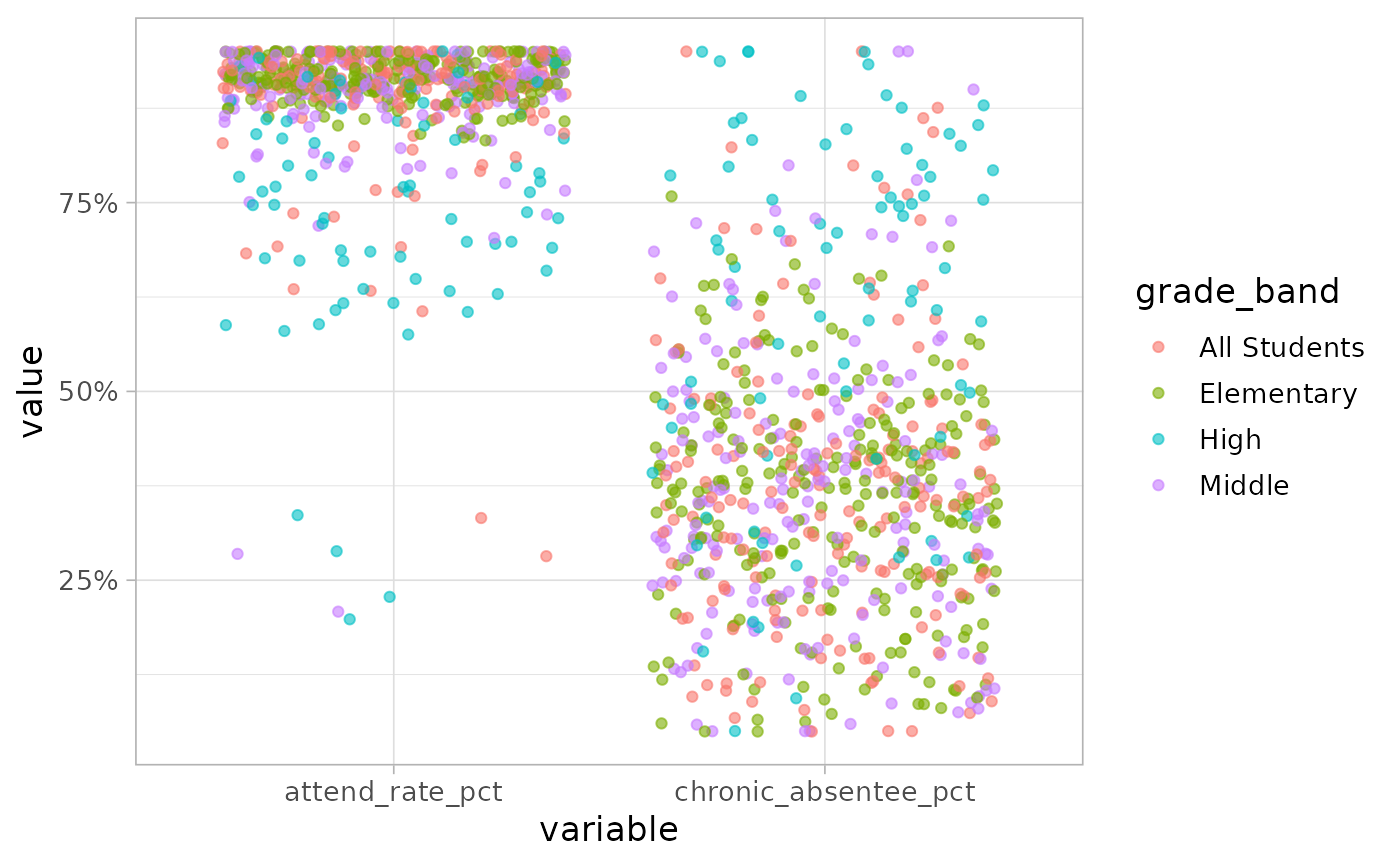 value
75%
50%
25%
attend_rate_pct
chronic_absentee_pct
variable
grade_band
All Students
Elementary
High
Middle